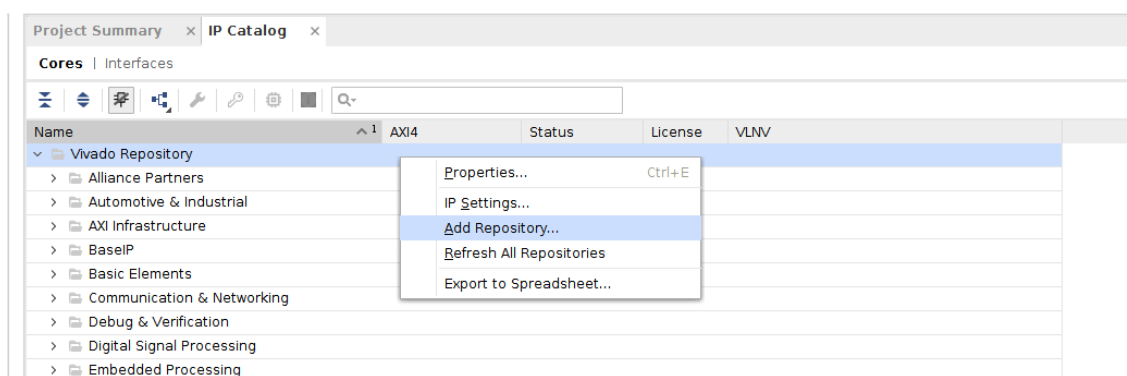 Project Summary × IP Catalog ×
Cores | Interfaces
Name 1 AXI4 Status License VLNV
Vivado Repository
Properties... Ctrl+E
Alliance Partners
IP Settings...
Automotive & Industrial
Add Repository...
AXI Infrastructure
Refresh All Repositories
BaseIP
Basic Elements
Export to Spreadsheet...
Communication & Networking
Debug & Verification
Digital Signal Processing
Embedded Processing